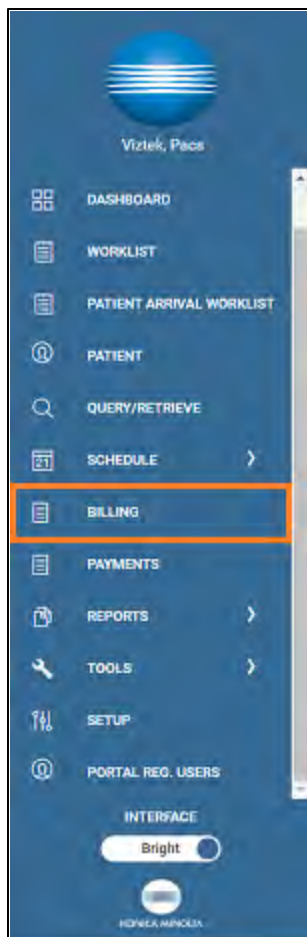 Viztek, Pacs
DASHBOARD
WORKLIST
PATIENT ARRIVAL WORKLIST
PATIENT
QUERY/RETRIEVE
21 SCHEDULE
BILLING
PAYMENTS
REPORTS
TOOLS
SETUP
PORTAL REG. USERS
INTERFACE
Bright
KONICA MINOLTA